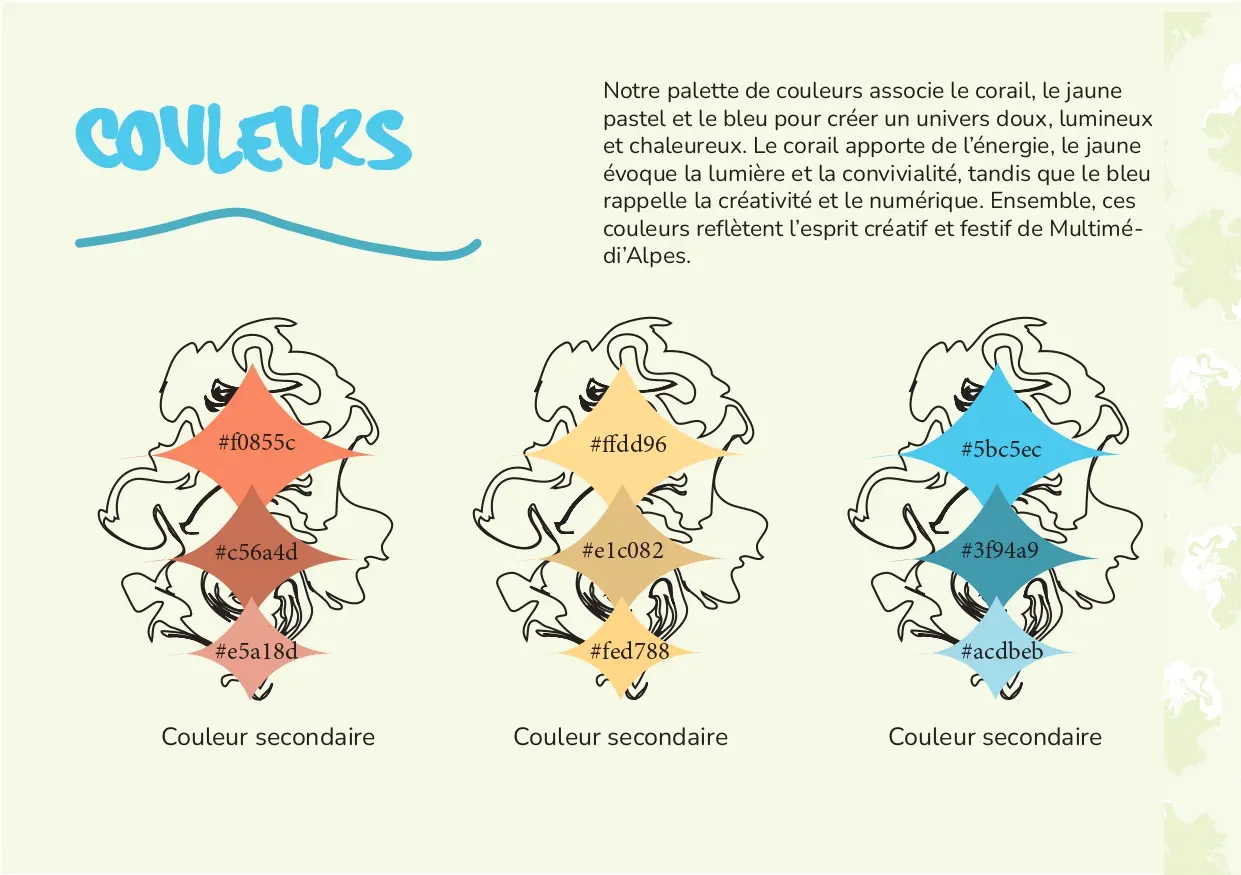 COULEURS
Notre palette de couleurs associe le corail, le jaune
pastel et le bleu pour créer un univers doux, lumineux
et chaleureux. Le corail apporte de l’énergie, le jaune
évoque la lumière et la convivialité, tandis que le bleu
rappelle la créativité et le numérique. Ensemble, ces
couleurs reflètent l’esprit créatif et festif de Multimé-
di’Alpes.
#f0855c
#c56a4d
#e5a18d
Couleur secondaire
#ffdd96
#e1c082
#fed788
Couleur secondaire
#5bc5ec
#3f94a9
#acdbeb
Couleur secondaire